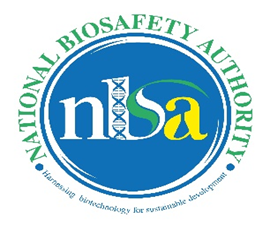 NATIONAL BIOSAFETY AUTHORITY
nbsa
Harnessing biotechnology for sustainable development